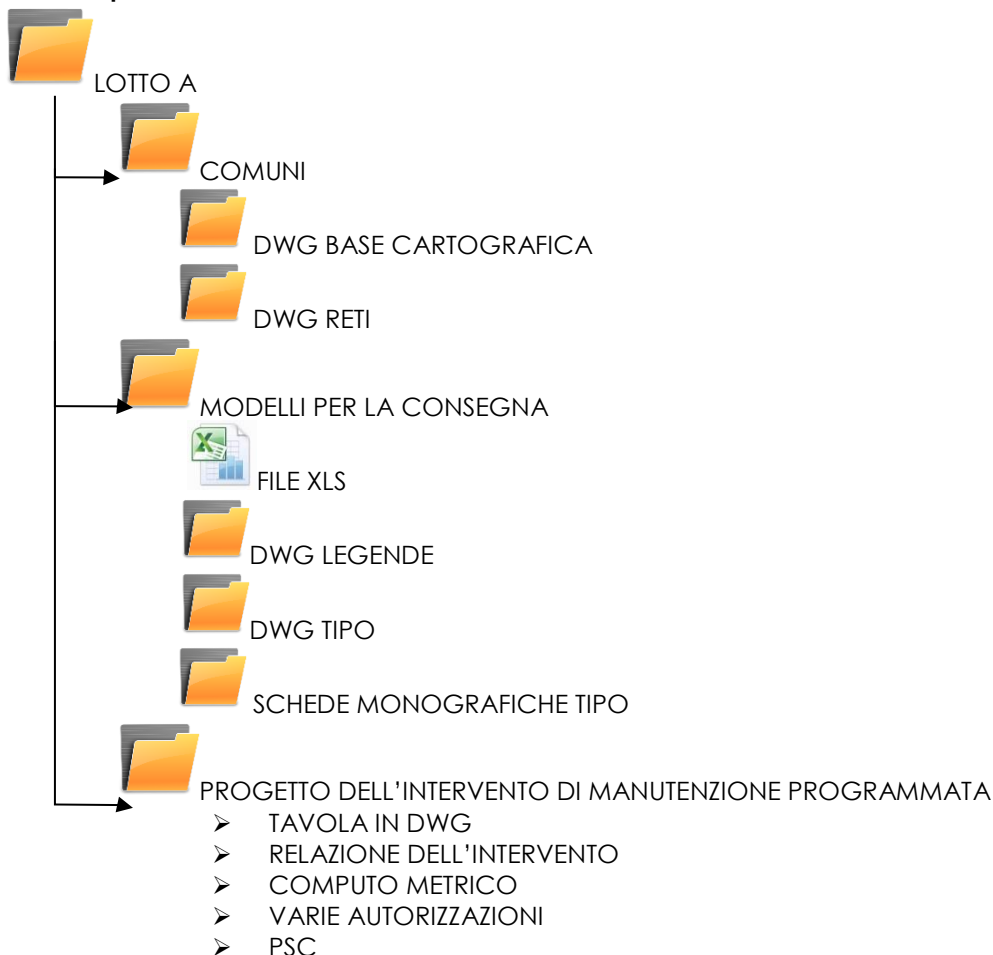 LOTTO A
COMUNI
DWG BASE CARTOGRAFICA
DWG RETI
MODELLI PER LA CONSEGNA
FILE XLS
DWG LEGENDE
DWG TIPO
SCHEDE MONOGRAFICHE TIPO
PROGETTO DELL’INTERVENTO DI MANUTENZIONE PROGRAMMATA
➢ TAVOLA IN DWG
➢ RELAZIONE DELL’INTERVENTO
➢ COMPUTO METRICO
➢ VARIE AUTORIZZAZIONI
➢ PSC